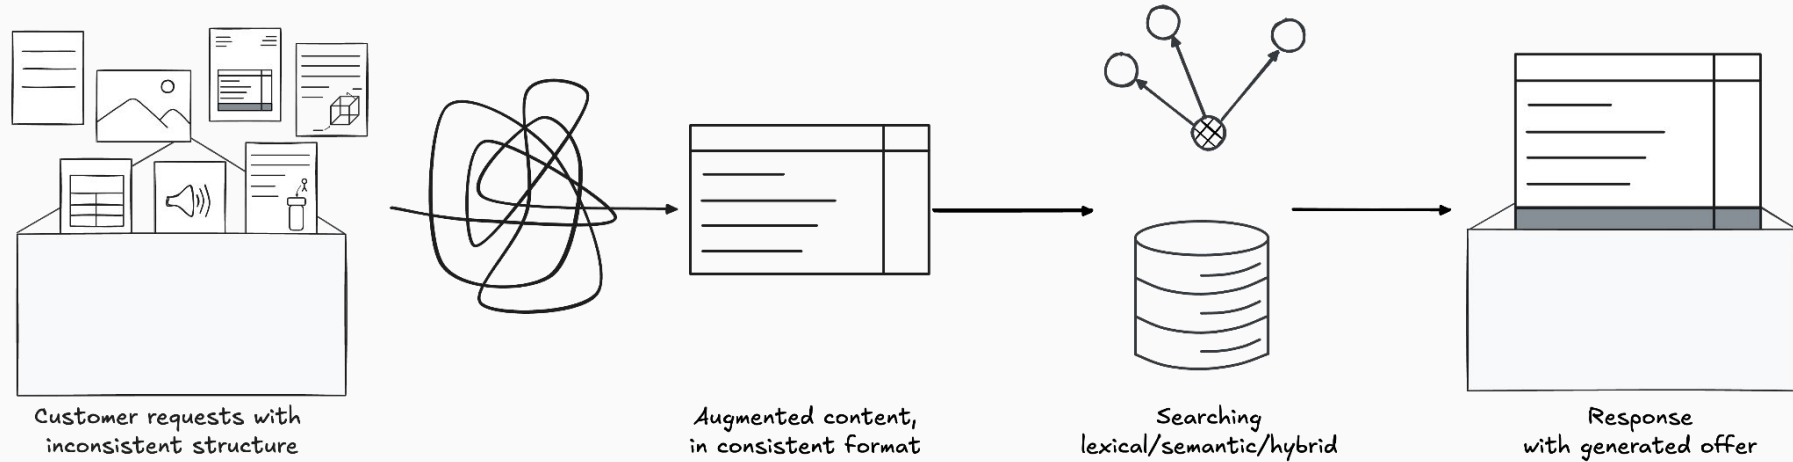 Customer requests with
inconsistent structure
Augmented content,
in consistent format
Searching
lexical/semantic/hybrid
Response
with generated offer